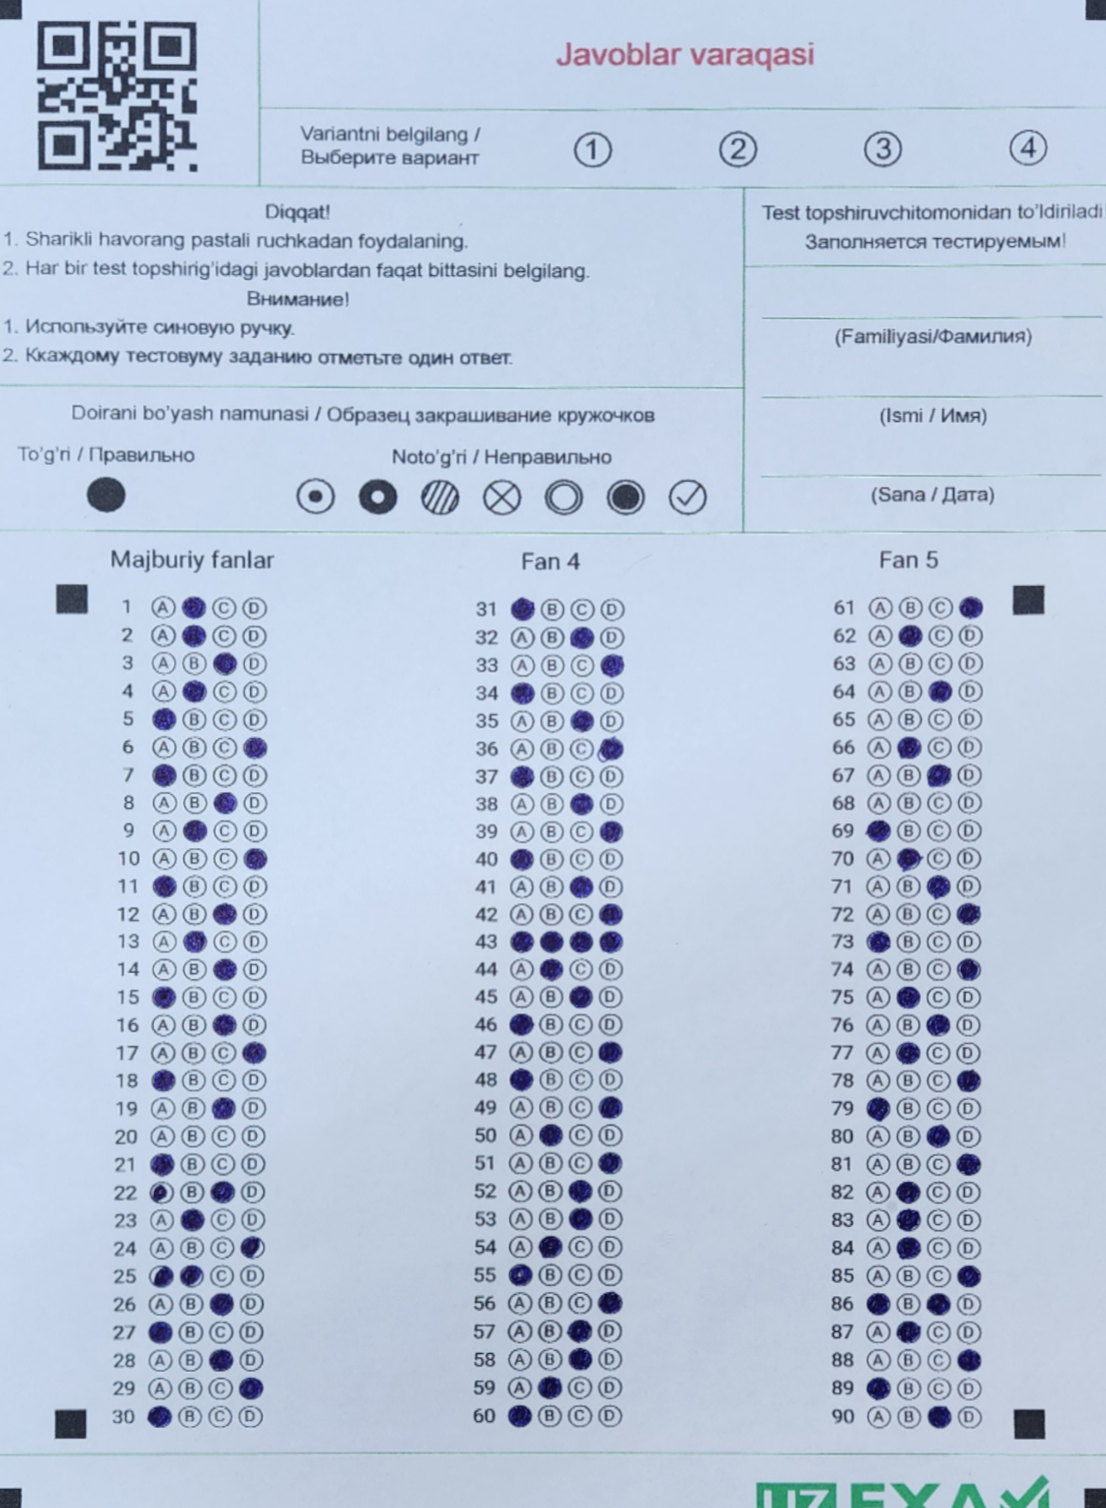 Javoblar varaqasi
Variantni belgilang /
Выберите вариант
1 2 3 4
Diqqat!
1. Sharikli havorang pastali ruchkadan foydalaning.
2. Har bir test topshirig'idagi javoblardan faqat bittasini belgilang.
Внимание!
1. Используйте синовую ручку.
2. Ккаждому тестовуму заданию отметьте один ответ.
Test topshiruvchitomonidan to'ldiriladi
Заполняется тестируемым!
(Familiyasi/Фамилия)
(Ismi / Имя)
(Sana / Дата)
Doirani bo'yash namunasi / Образец закрашивание кружочков
To'g'ri / Правильно
Noto'g'ri / Неправильно
Majburiy fanlar
1 A C D
2 A C D
3 A B D
4 A C D
5 B C D
6 A B C
7 B C D
8 A B D
9 A C D
10 A B C
11 B C D
12 A B D
13 A C D
14 A B D
15 B C D
16 A B D
17 A B C
18 B C D
19 A B D
20 A B C D
21 B C D
22 B D
23 A C D
24 A B C
25 C D
26 A B D
27 B C D
28 A B D
29 A B C
30 B C D
Fan 4
31 B C D
32 A B D
33 A B C
34 B C D
35 A B D
36 A B C
37 B C D
38 A B D
39 A B C
40 B C D
41 A B D
42 A B C
43
44 A C D
45 A B D
46 B C D
47 A B C
48 B C D
49 A B C
50 A C D
51 A B C
52 A B D
53 A B D
54 A C D
55 B C D
56 A B C
57 A B D
58 A B D
59 A C D
60 B C D
Fan 5
61 A B C
62 A C D
63 A B C D
64 A B D
65 A B C D
66 A C D
67 A B D
68 A B C D
69 B C D
70 A C D
71 A B D
72 A B C
73 B C D
74 A B C
75 A C D
76 A B D
77 A C D
78 A B C
79 B C D
80 A B D
81 A B C
82 A C D
83 A C D
84 A C D
85 A B C
86 B D
87 A C D
88 A B C
89 B C D
90 A B D